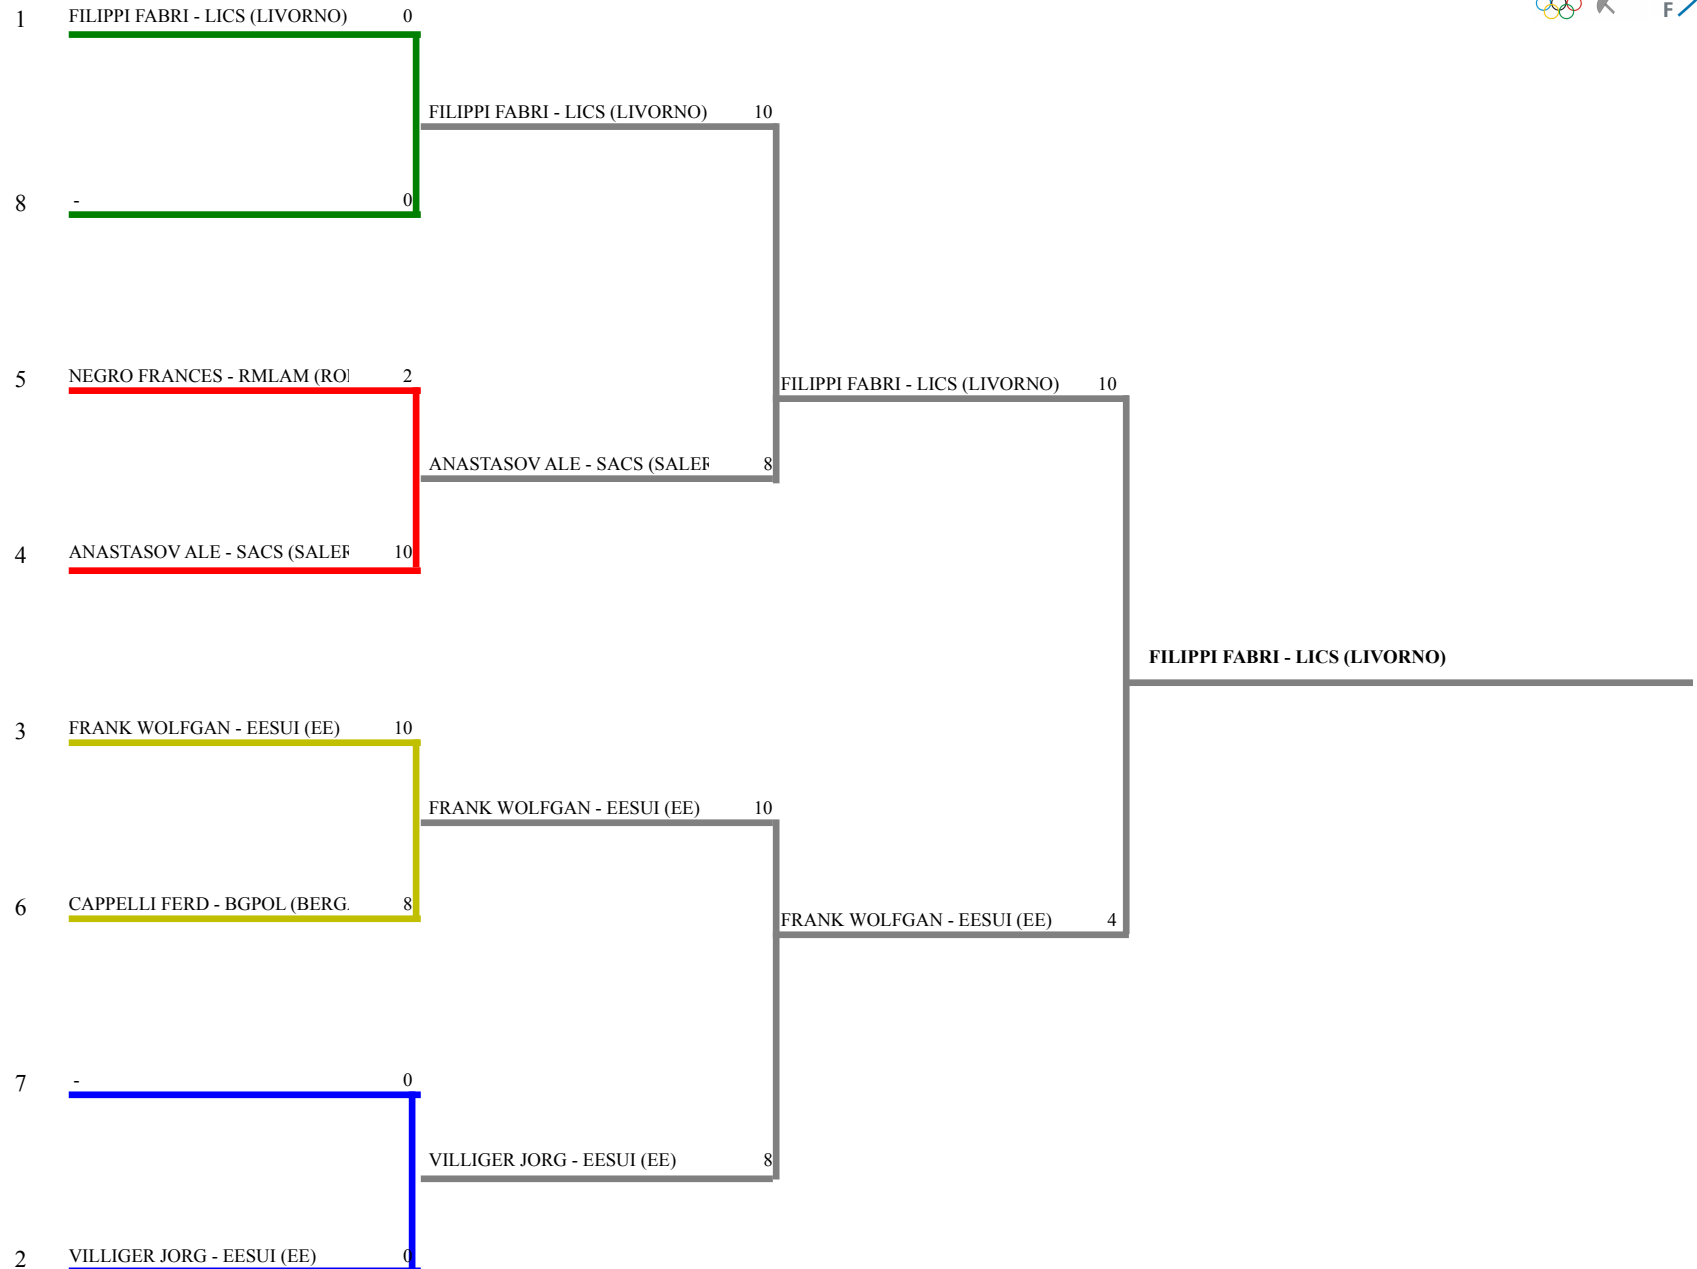 1 FILIPPI FABRI - LICS (LIVORNO) 0
F
FILIPPI FABRI - LICS (LIVORNO) 10
8 - 0
5 NEGRO FRANCES - RMLAM (RO 2
FILIPPI FABRI - LICS (LIVORNO) 10
ANASTASOV ALE - SACS (SALER 8
4 ANASTASOV ALE - SACS (SALER 10
FILIPPI FABRI - LICS (LIVORNO)
3 FRANK WOLFGAN - EESUI (EE) 10
FRANK WOLFGAN - EESUI (EE) 10
6 CAPPELLI FERD - BGPOL (BERG. 8
FRANK WOLFGAN - EESUI (EE) 4
7 - 0
VILLIGER JORG - EESUI (EE) 8
2 VILLIGER JORG - EESUI (EE) 0